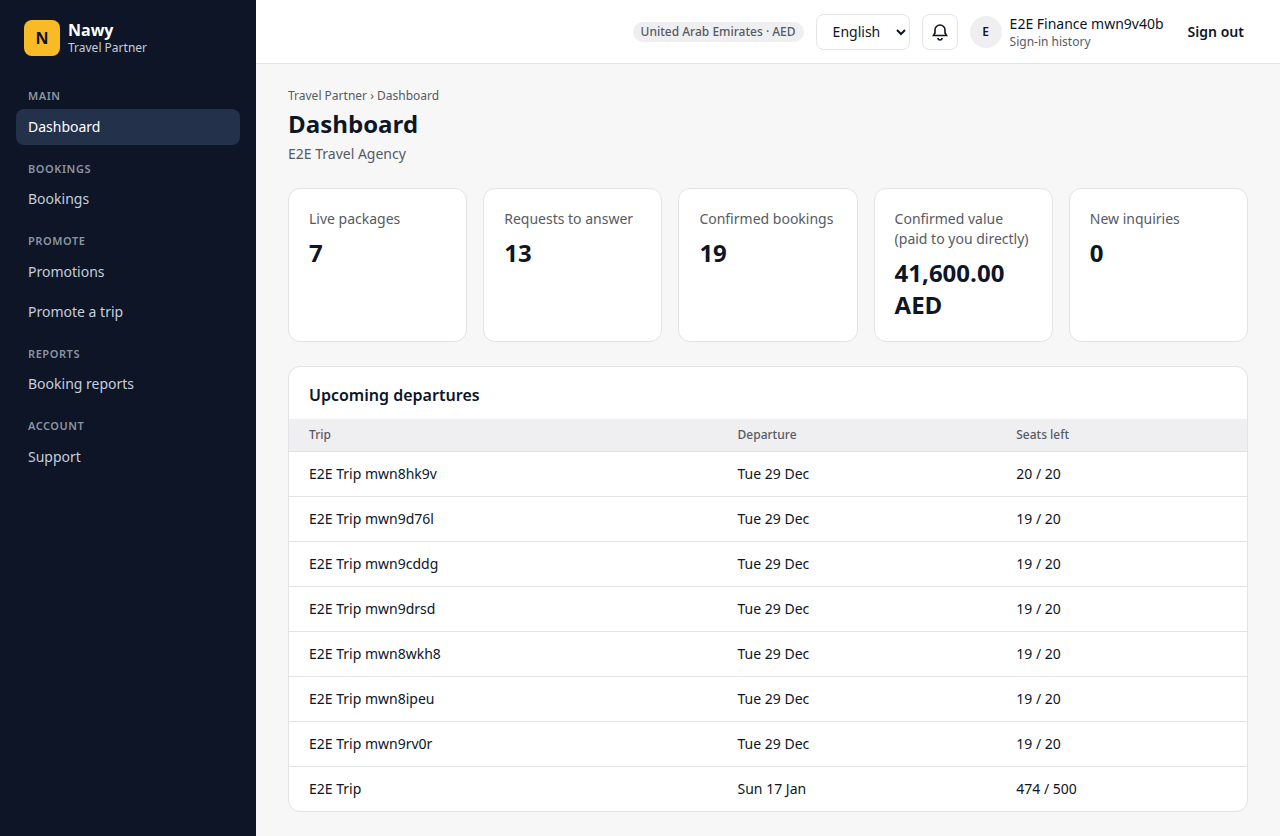 N
Nawy
Travel Partner
MAIN
Dashboard
BOOKINGS
Bookings
PROMOTE
Promotions
Promote a trip
REPORTS
Booking reports
ACCOUNT
Support
United Arab Emirates · AED
English
E
E2E Finance mwn9v40b
Sign-in history
Sign out
Travel Partner › Dashboard
Dashboard
E2E Travel Agency
Live packages
7
Requests to answer
13
Confirmed bookings
19
Confirmed value
(paid to you directly)
41,600.00
AED
New inquiries
0
Upcoming departures
Trip Departure Seats left
E2E Trip mwn8hk9v Tue 29 Dec 20 / 20
E2E Trip mwn9d76l Tue 29 Dec 19 / 20
E2E Trip mwn9cddg Tue 29 Dec 19 / 20
E2E Trip mwn9drsd Tue 29 Dec 19 / 20
E2E Trip mwn8wkh8 Tue 29 Dec 19 / 20
E2E Trip mwn8ipeu Tue 29 Dec 19 / 20
E2E Trip mwn9rv0r Tue 29 Dec 19 / 20
E2E Trip Sun 17 Jan 474 / 500